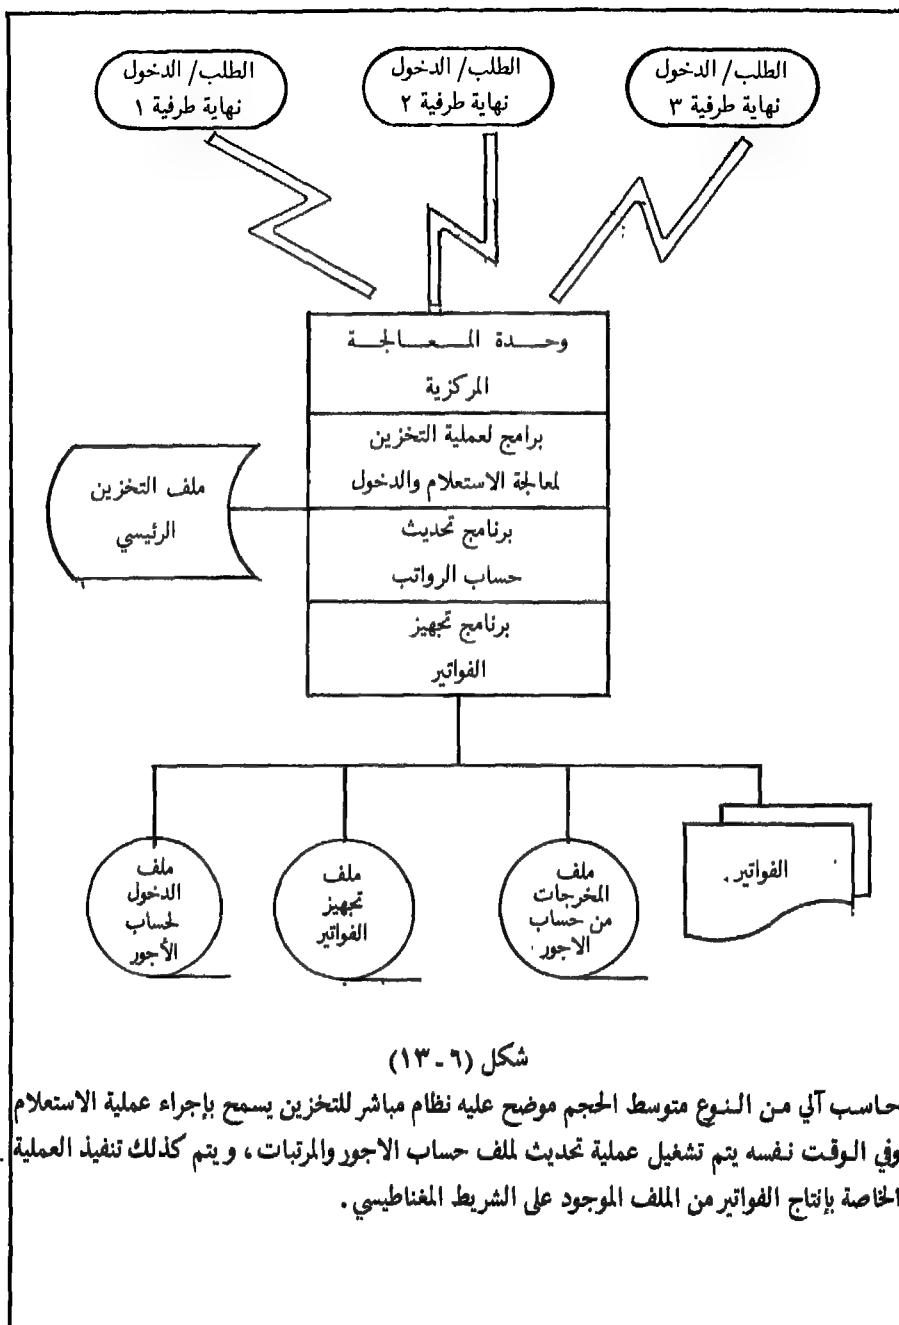 الطلب/ الدخول
نهاية طرفية ٣
الطلب/ الدخول
نهاية طرفية ٢
الطلب/ الدخول
نهاية طرفية ١
وحدة المعالجة
المركزية
برامج لعملية التخزين
لمعالجة الاستعلام والدخول
برنامج تحديث
حساب الرواتب
برنامج تجهيز
الفواتير
ملف التخزين
الرئيسي
الفواتير
ملف
المخرجات
من حساب
الاجور
ملف
تجهيز
الفواتير
ملف
الدخول
لحساب
الأجور
شكل (٦ - ١٣)
حاسب آلي من النوع متوسط الحجم موضح عليه نظام مباشر للتخزين يسمح بإجراء عملية الاستعلام
وفي الوقت نفسه يتم تشغيل عملية تحديث لملف حساب الاجور والمرتبات ، ويتم كذلك تنفيذ العملية
الخاصة بإنتاج الفواتير من الملف الموجود على الشريط المغناطيسي .